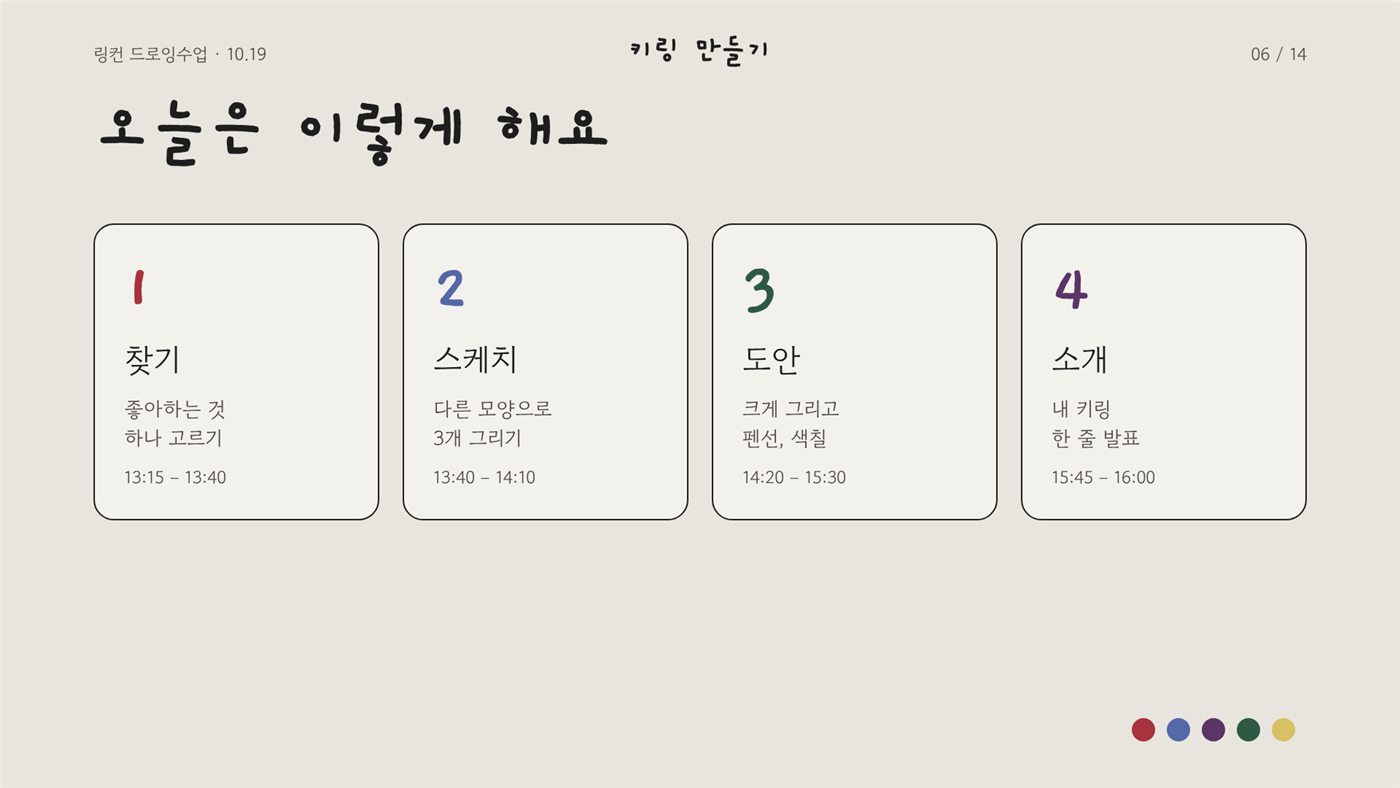 링컨 드로잉수업 · 10.19
키링 만들기
06 / 14
오늘은 이렇게 해요
1
찾기
좋아하는 것
하나 고르기
13:15 – 13:40
2
스케치
다른 모양으로
3개 그리기
13:40 – 14:10
3
도안
크게 그리고
펜선, 색칠
14:20 – 15:30
4
소개
내 키링
한 줄 발표
15:45 – 16:00